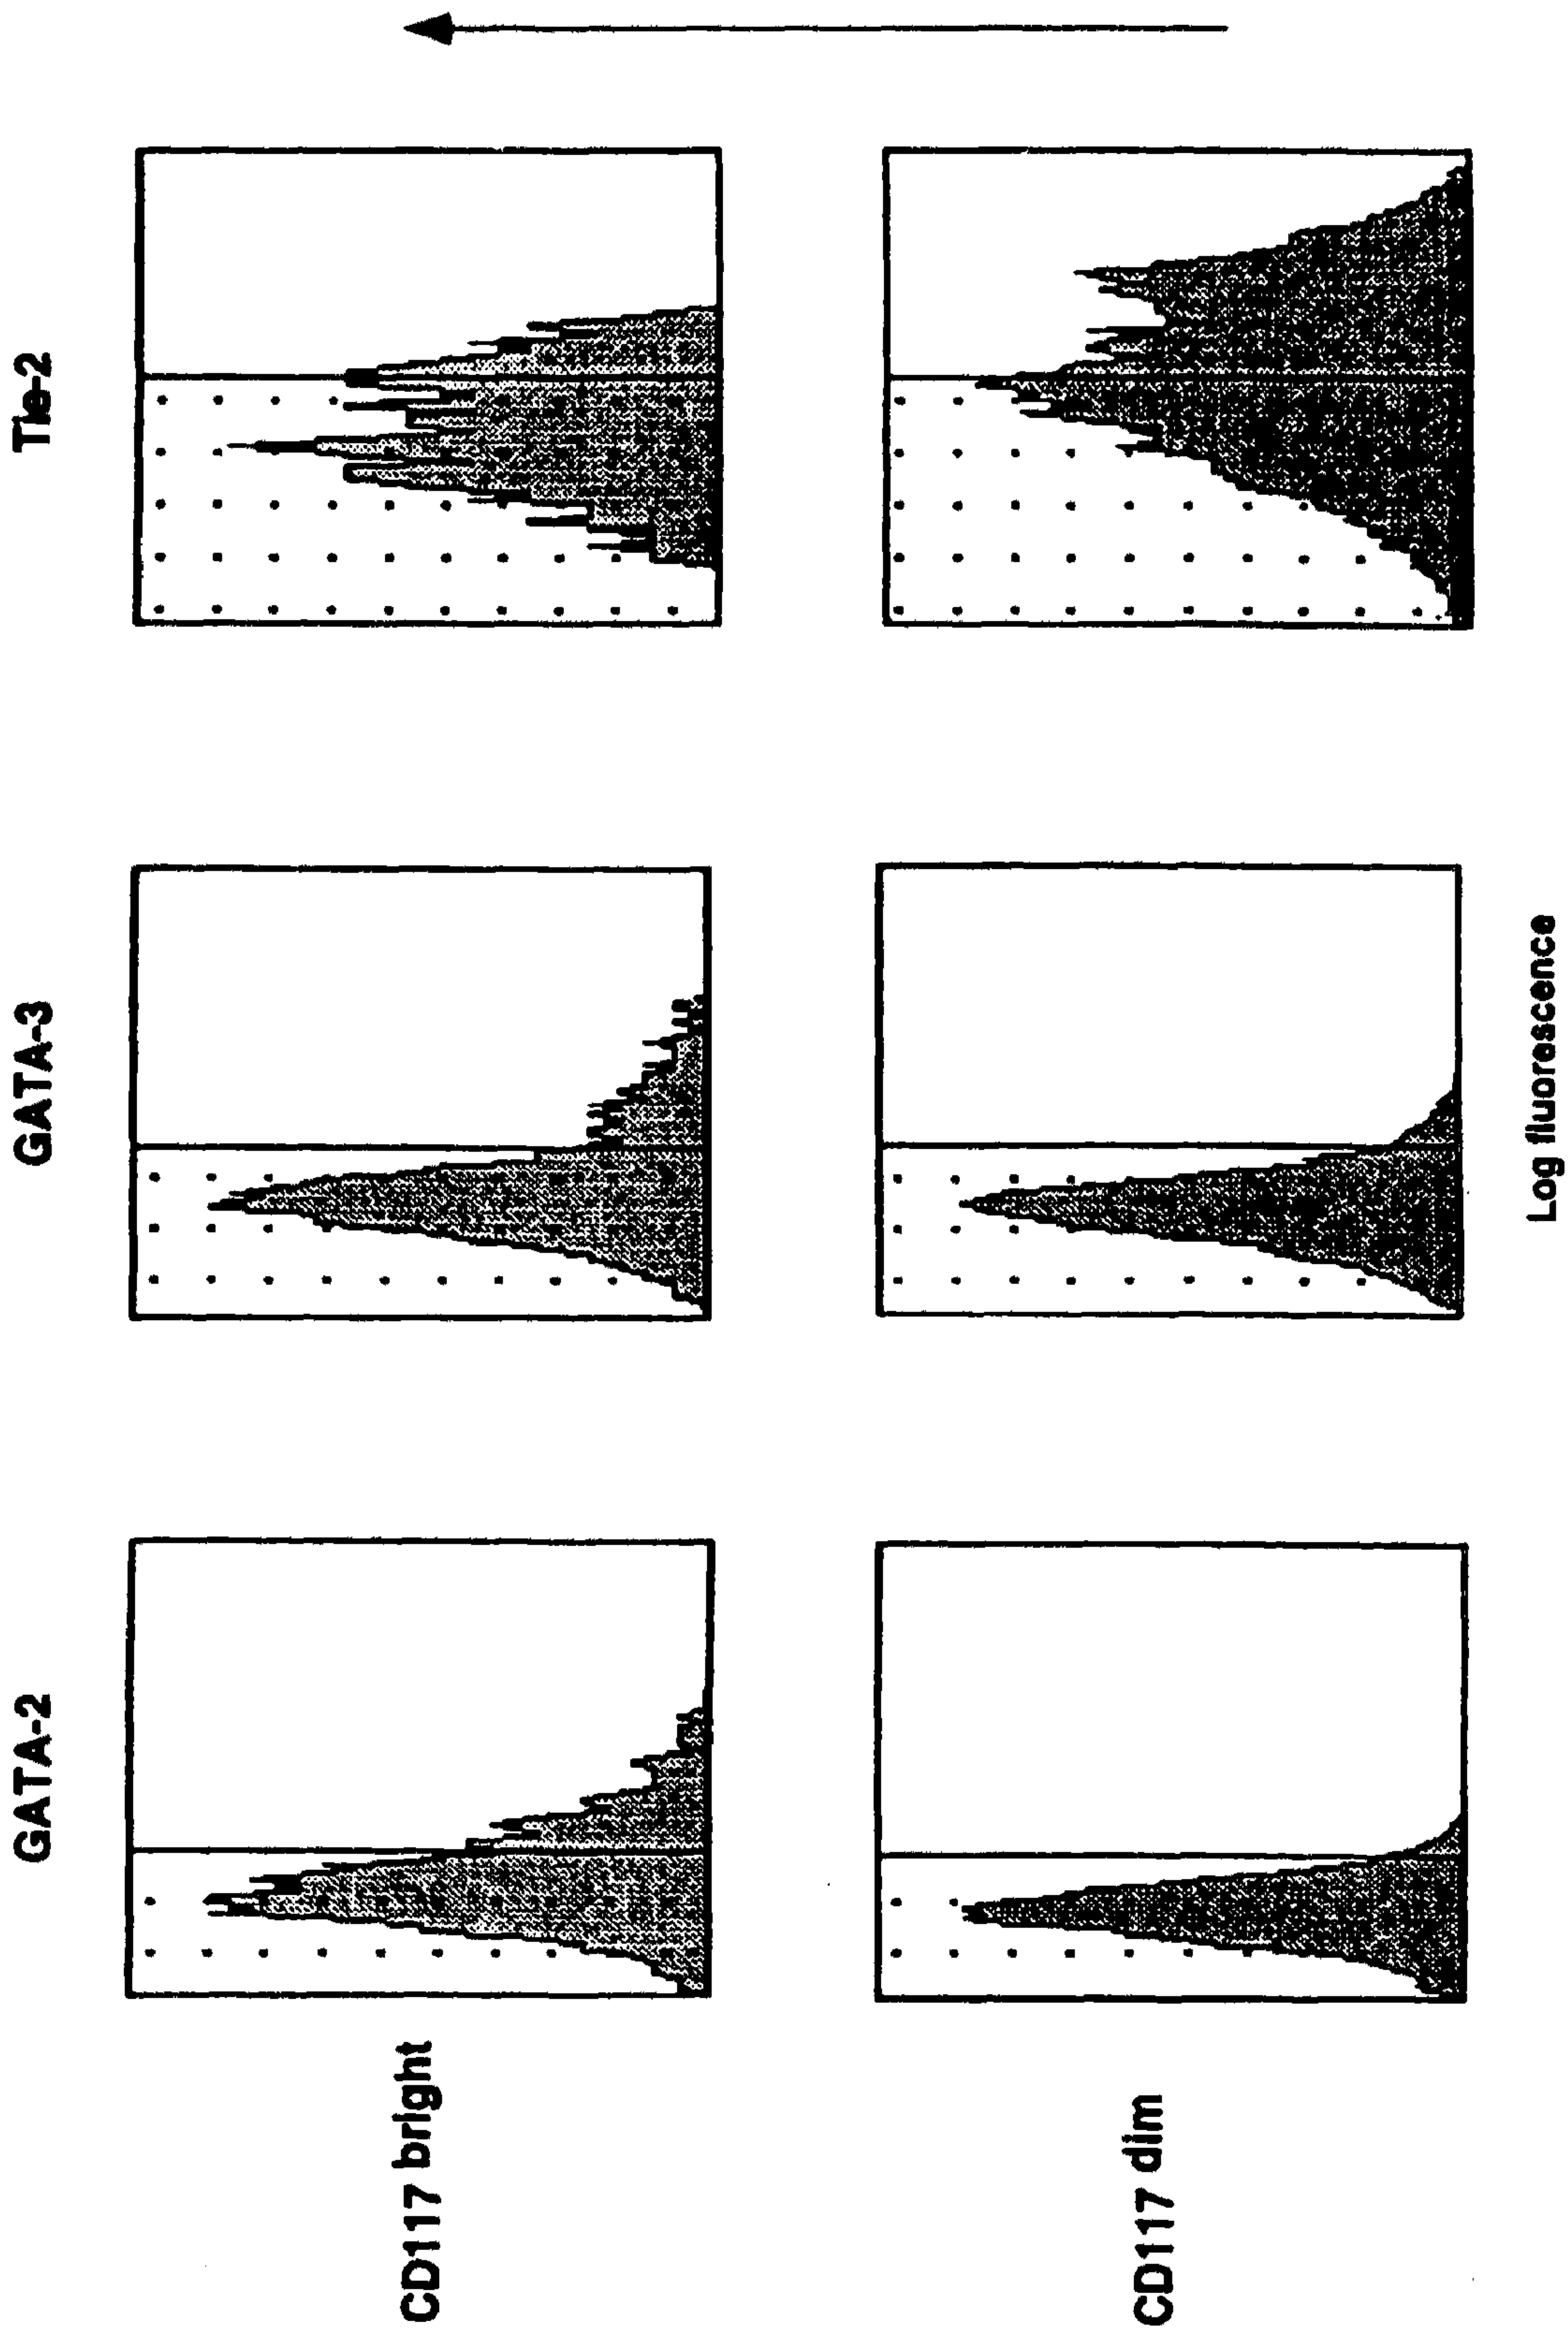 GATA-2
GATA-3
Tie-2
CD117 bright
CD117 dim
Log fluorescence